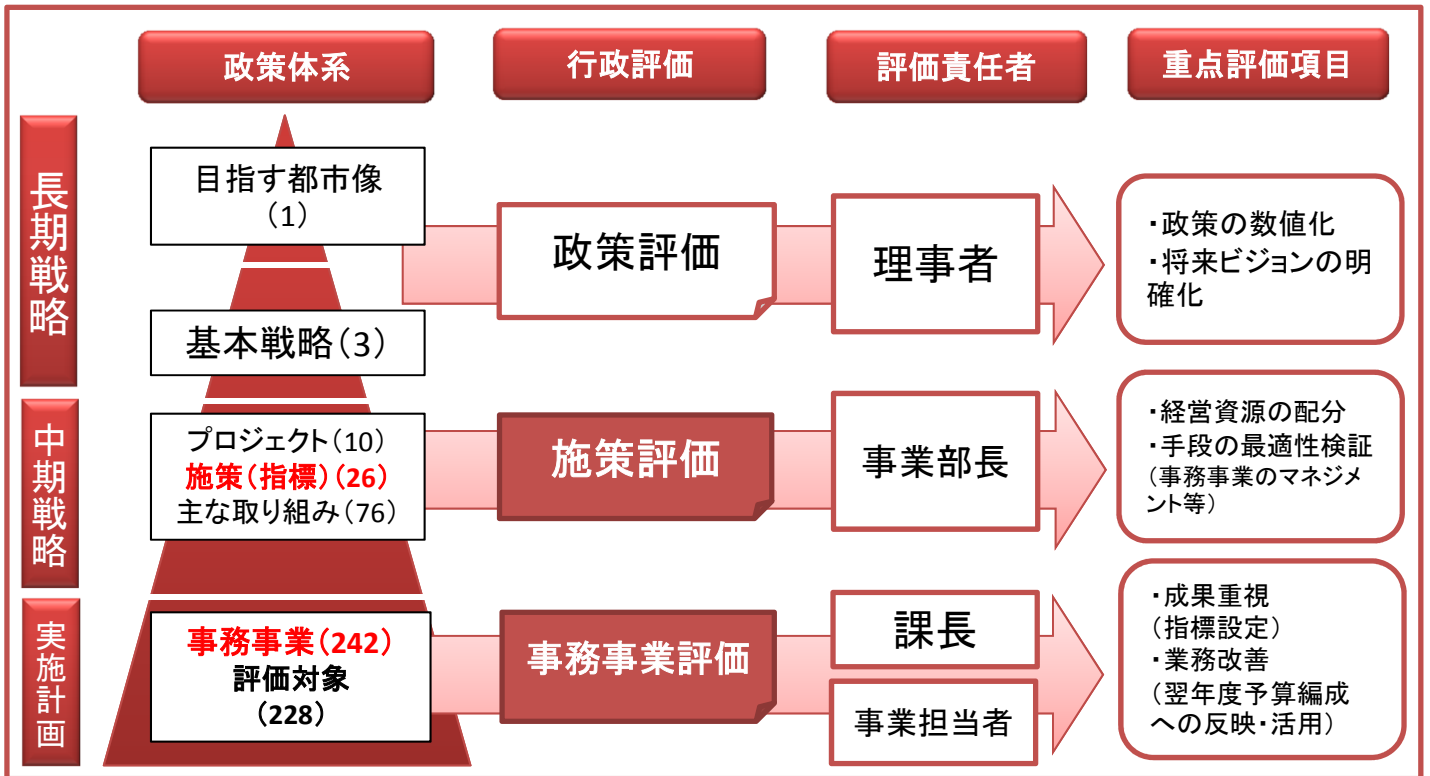 政策体系
行政評価
評価責任者
重点評価項目
長期戦略
目指す都市像
（1）
基本戦略（3）
政策評価
理事者
・政策の数値化
・将来ビジョンの明
確化
中期戦略
プロジェクト（10）
施策（指標）（26）
主な取り組み（76）
施策評価
事業部長
・経営資源の配分
・手段の最適性検証
（事務事業のマネジメ
ント等）
実施計画
事務事業（242）
評価対象
（228）
事務事業評価
課長
事業担当者
・成果重視
（指標設定）
・業務改善
（翌年度予算編成
への反映・活用）